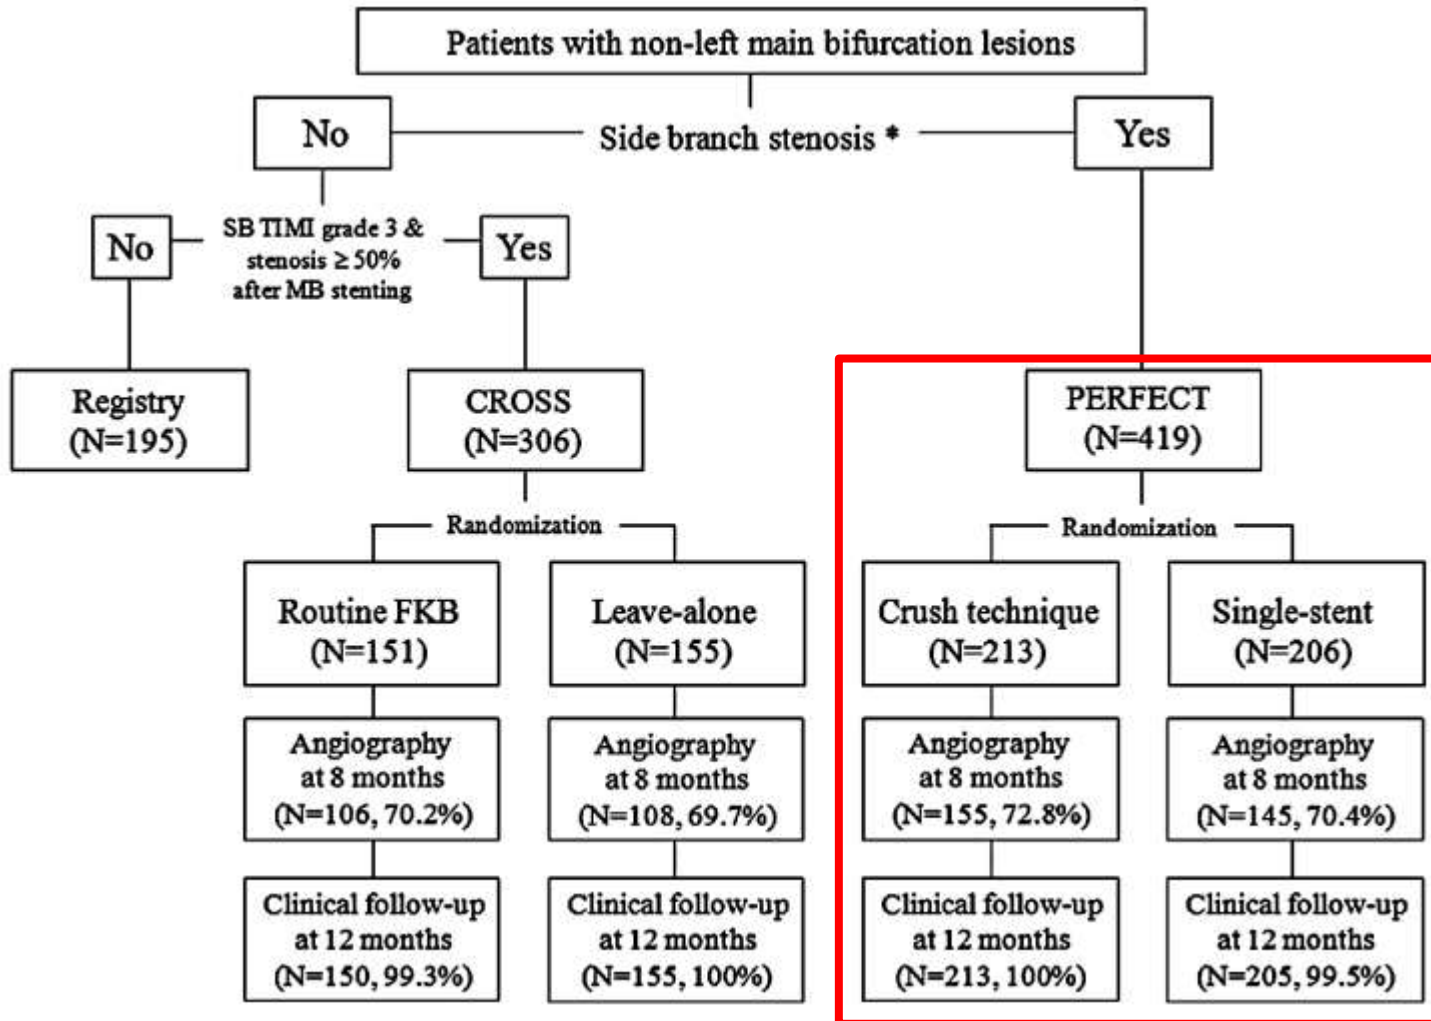 Patients with non-left main bifurcation lesions
No
Side branch stenosis *
Yes
No
SB TIMI grade 3 &
stenosis ≥ 50%
after MB stenting
Yes
Registry
(N=195)
CROSS
(N=306)
PERFECT
(N=419)
Randomization
Randomization
Routine FKB
(N=151)
Leave-alone
(N=155)
Crush technique
(N=213)
Single-stent
(N=206)
Angiography
at 8 months
(N=106, 70.2%)
Angiography
at 8 months
(N=108, 69.7%)
Angiography
at 8 months
(N=155, 72.8%)
Angiography
at 8 months
(N=145, 70.4%)
Clinical follow-up
at 12 months
(N=150, 99.3%)
Clinical follow-up
at 12 months
(N=155, 100%)
Clinical follow-up
at 12 months
(N=213, 100%)
Clinical follow-up
at 12 months
(N=205, 99.5%)